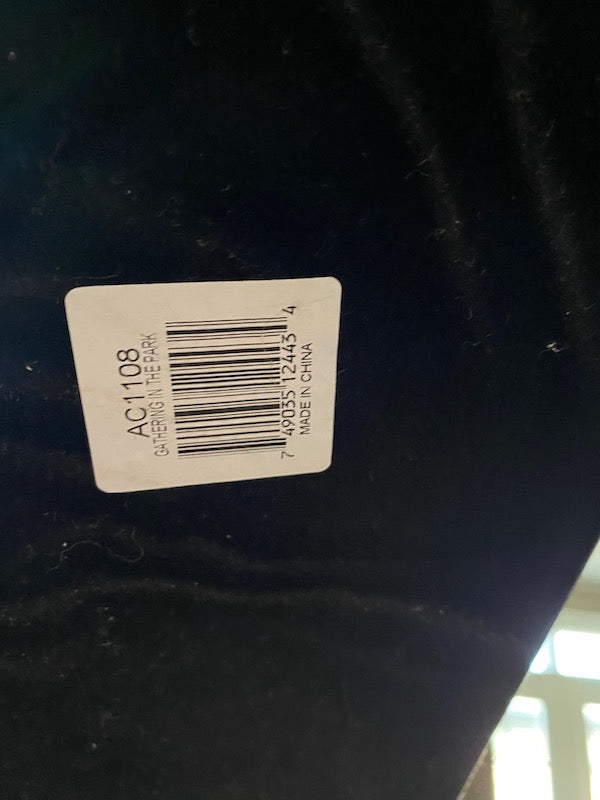 AC1108
GATHERING IN THE PARK
7 49035 12443 4
MADE IN CHINA